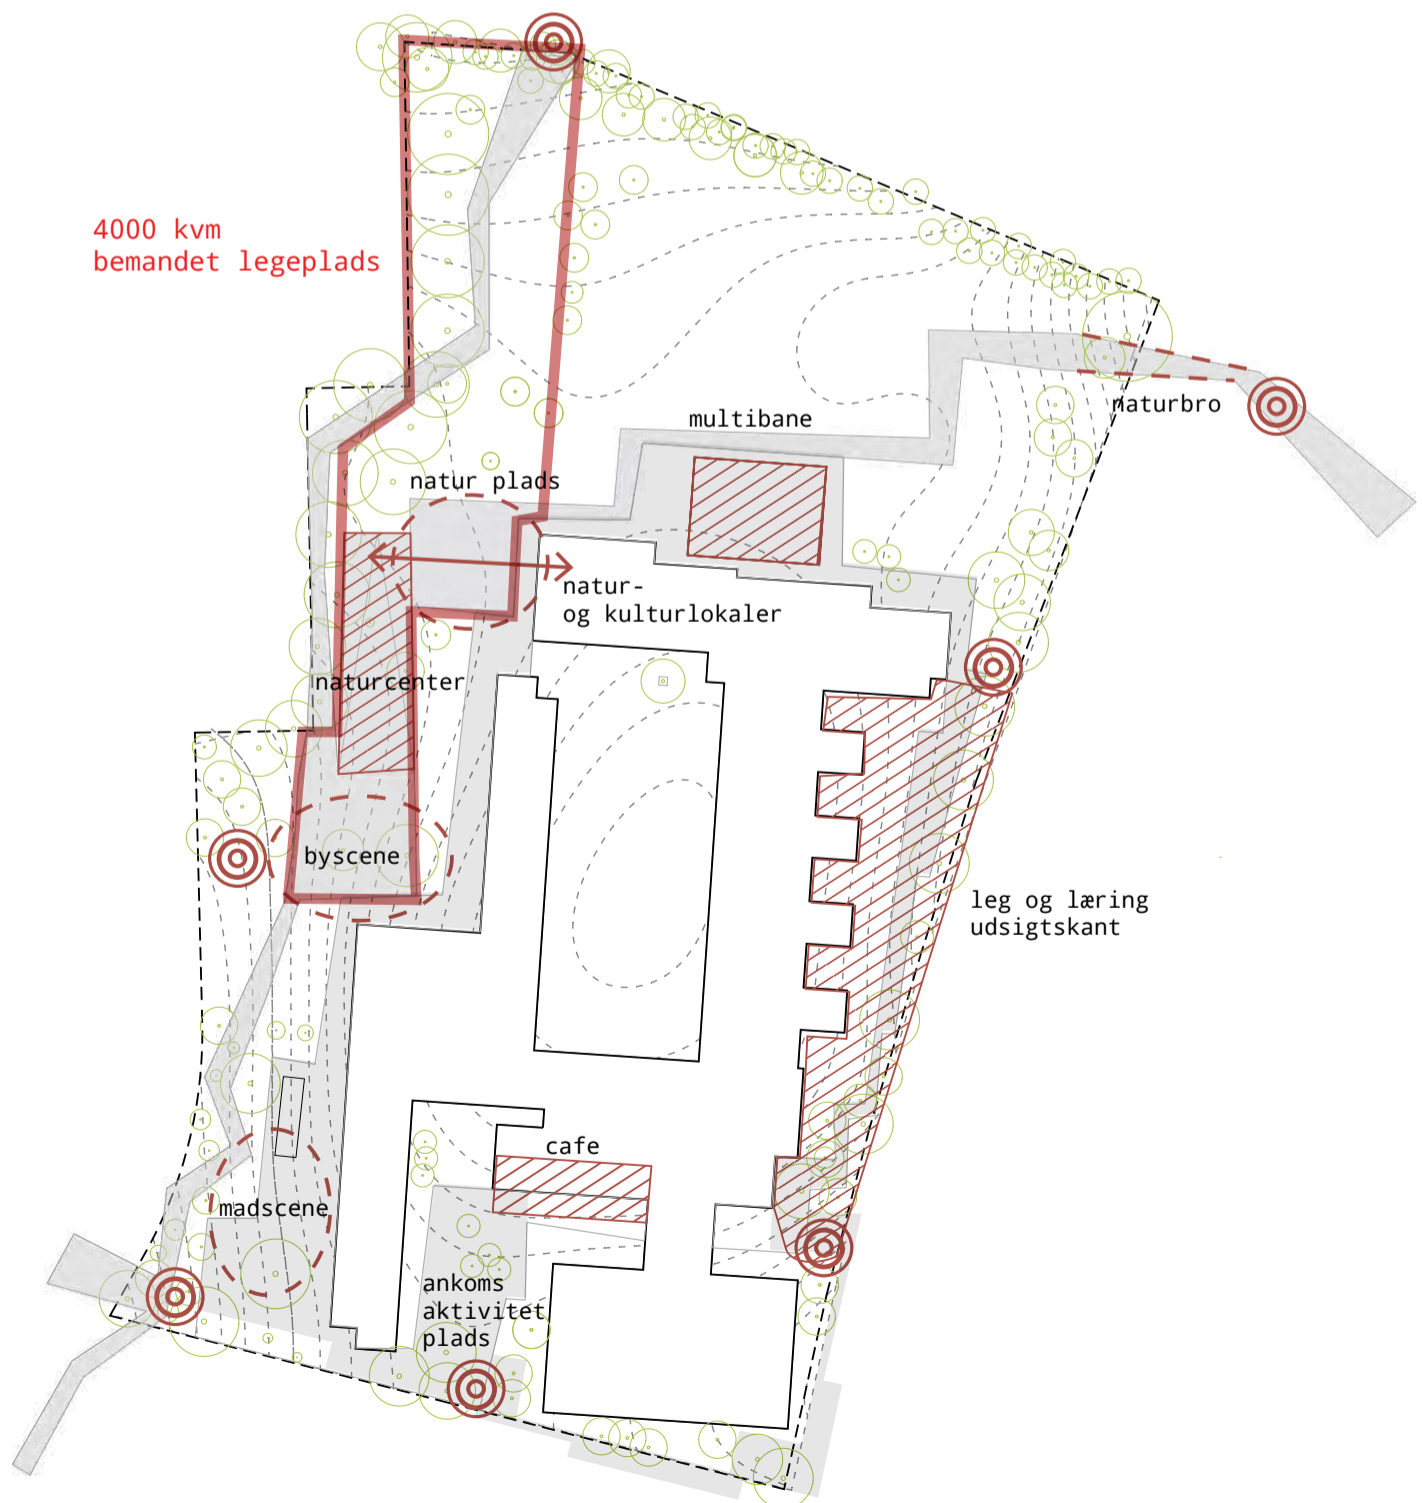 4000 kvm
bemandet legeplads
naturbro
multibane
natur plads
natur-
og kulturlokaler
naturcenter
byscene
leg og læring
udsigtskant
cafe
madscene
ankoms
aktivitet
plads